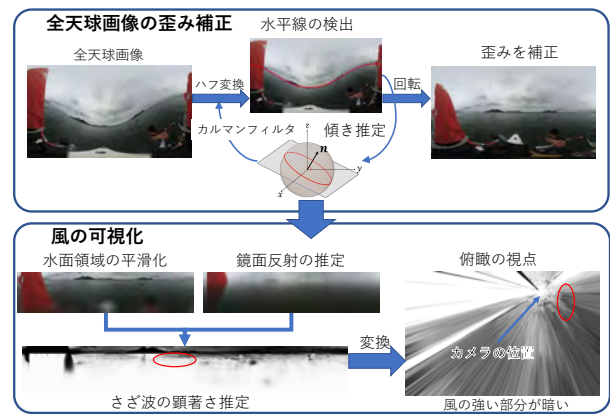 全天球画像の歪み補正
水平線の検出
全天球画像
歪みを補正
ハフ変換
回転
カルマンフィルタ
傾き推定
z
n
y
x
風の可視化
水面領域の平滑化
鏡面反射の推定
俯瞰の視点
変換
カメラの位置
さざ波の顕著さ推定
風の強い部分が暗い